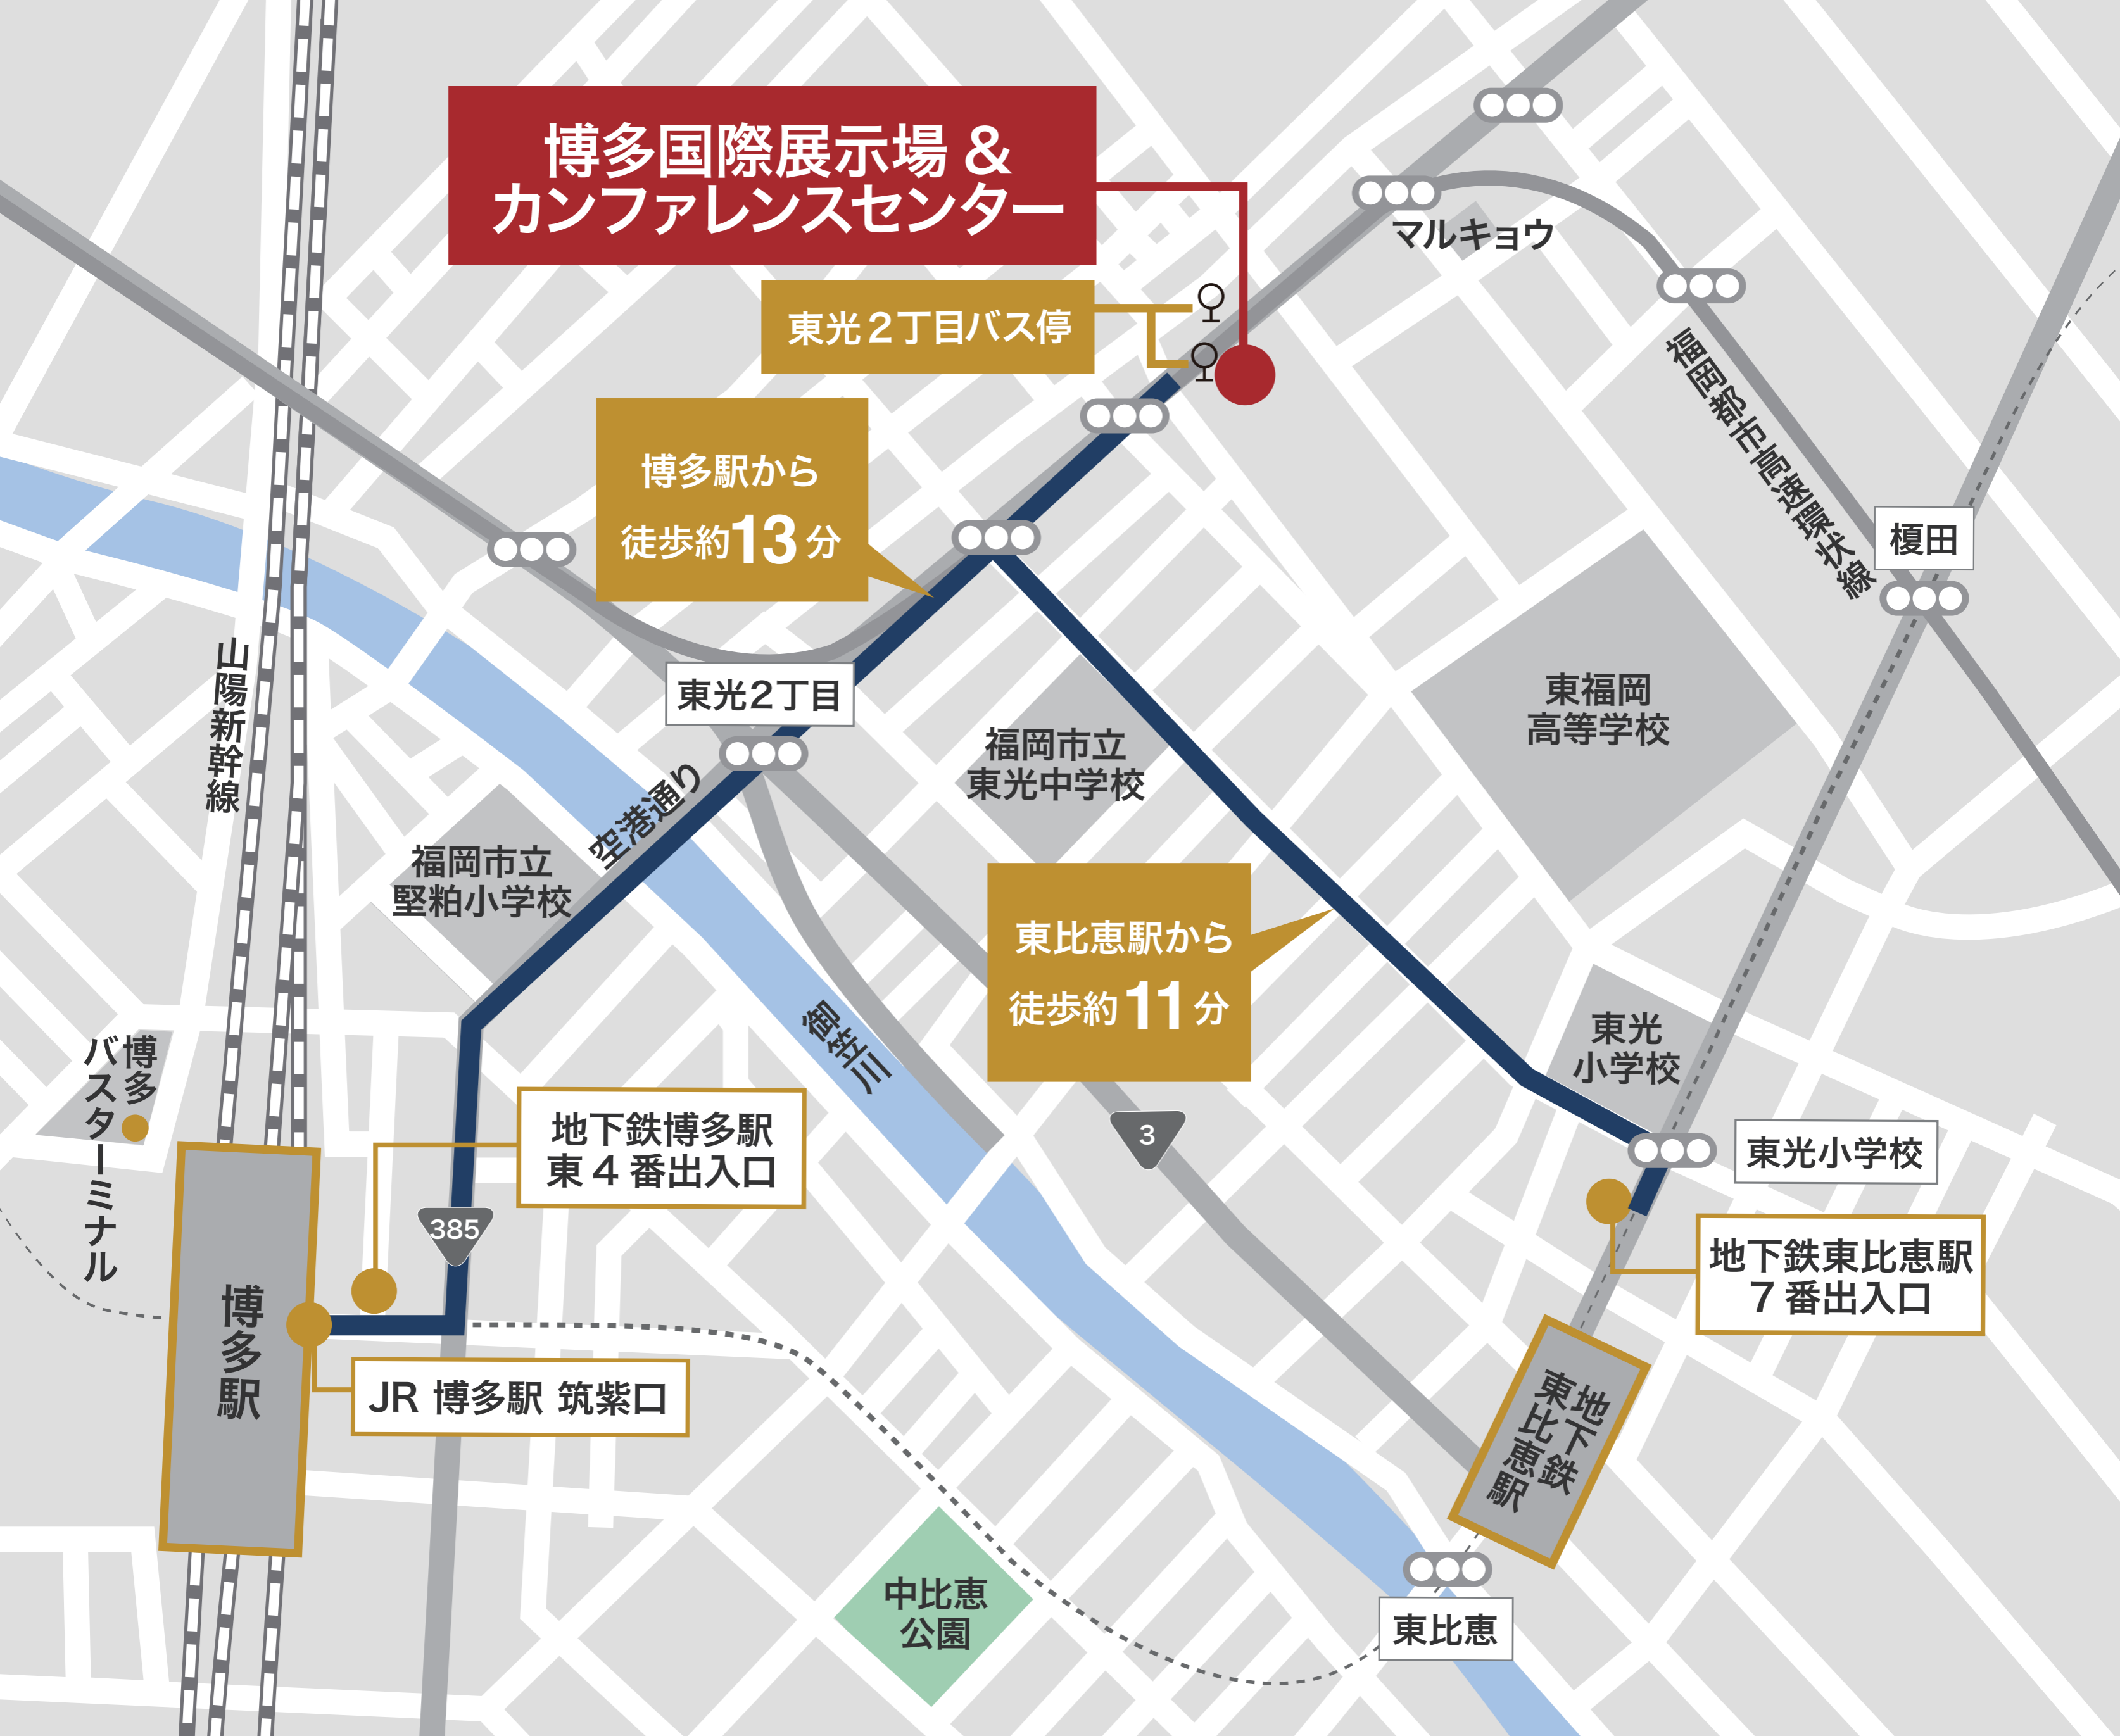 博多国際展示場 &
カンファレンスセンター
マルキョウ
東光2丁目バス停
福岡都市高速環状線
博多駅から
徒歩約13分
榎田
山陽新幹線
東光2丁目
東福岡
高等学校
福岡市立
東光中学校
空港通り
福岡市立
堅粕小学校
東比恵駅から
徒歩約11分
御笠川
東光
小学校
博多
バスターミナル
地下鉄博多駅
東4番出入口
3
東光小学校
385
地下鉄東比恵駅
7番出入口
博多駅
JR 博多駅 筑紫口
地下鉄
東比恵駅
中比恵
公園
東比恵